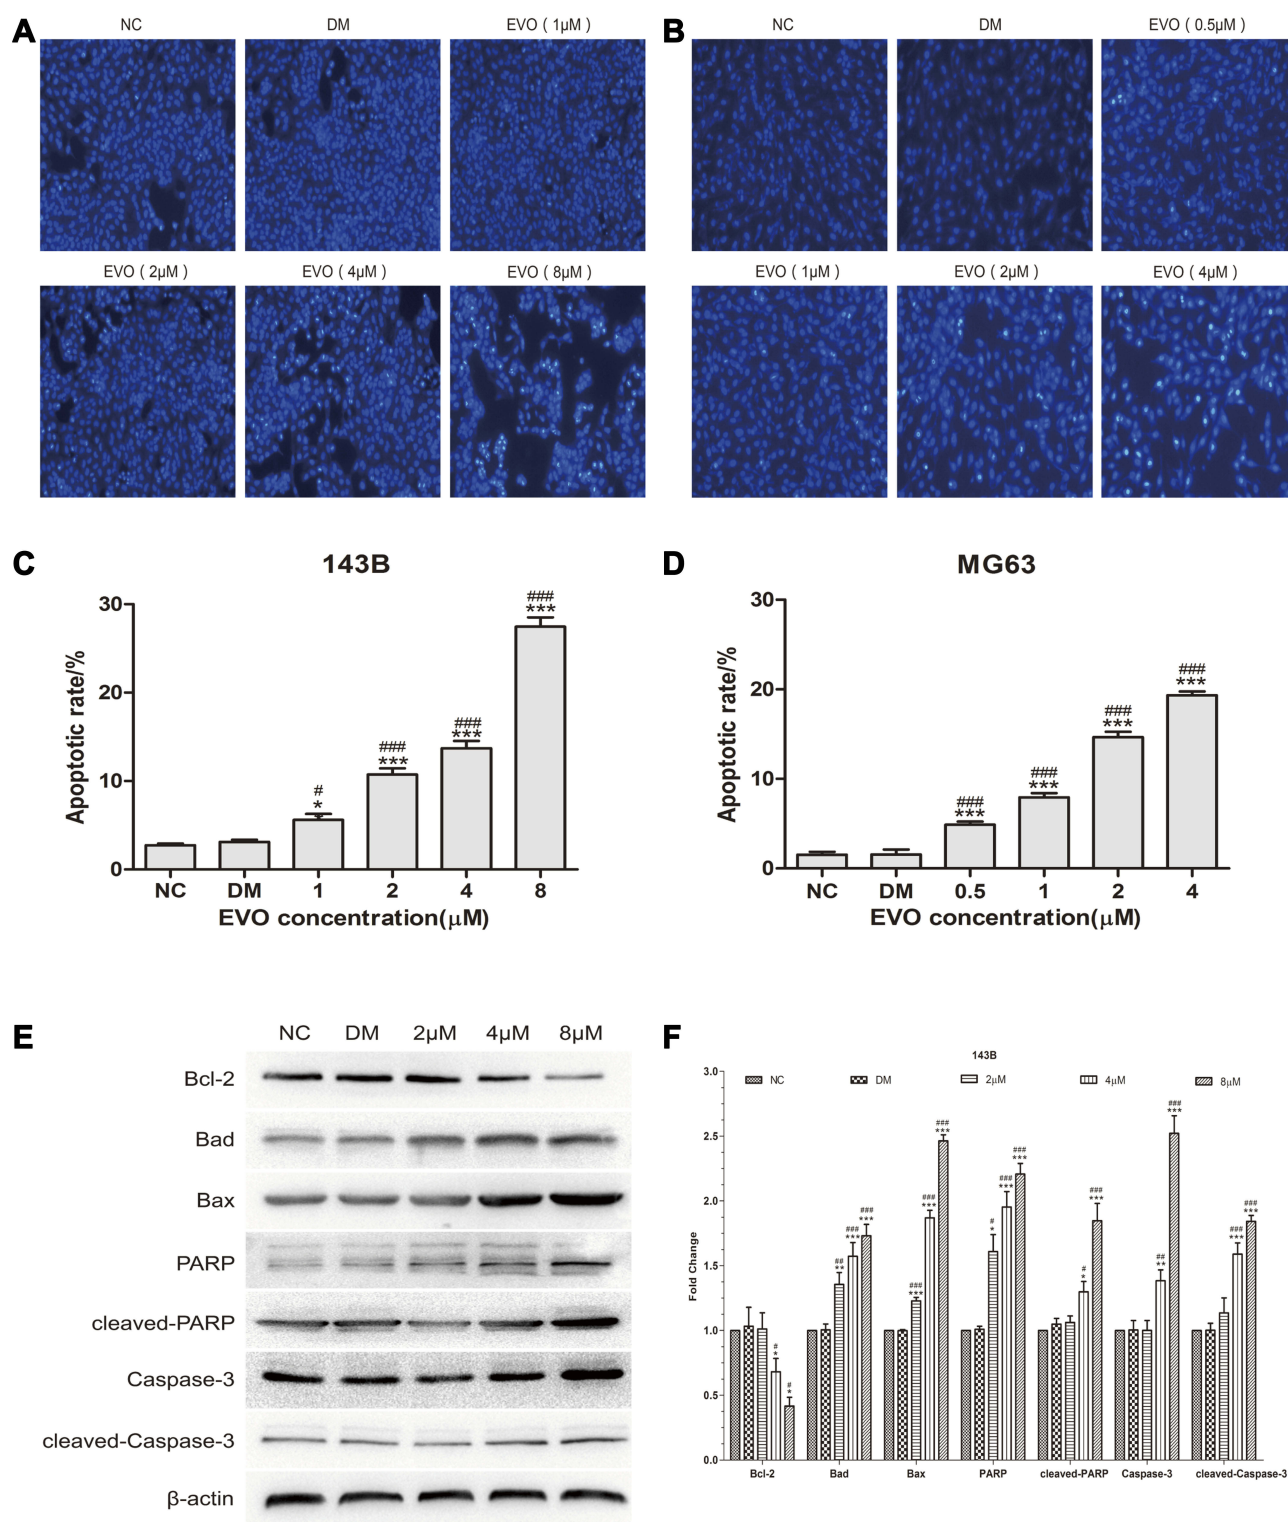 A
NC
DM
EVO ( 1μM )
EVO ( 2μM )
EVO ( 4μM )
EVO ( 8μM )
B
NC
DM
EVO ( 0.5μM )
EVO ( 1μM )
EVO ( 2μM )
EVO ( 4μM )
C
143B
Apoptotic rate/%
30
20
10
0
#
*
###
***
###
***
###
***
NC DM 1 2 4 8
EVO concentration(μM)
D
MG63
Apoptotic rate/%
30
20
10
0
###
***
###
***
###
***
###
***
NC DM 0.5 1 2 4
EVO concentration(μM)
E
NC DM 2μM 4μM 8μM
Bcl-2
Bad
Bax
PARP
cleaved-PARP
Caspase-3
cleaved-Caspase-3
β-actin
F
143B
NC DM 2μM 4μM 8μM
Fold Change
3.0
2.5
2.0
1.5
1.0
0.5
0.0
#
*
#
*
##
**
###
***
###
***
###
***
###
***
###
***
#
*
###
***
###
***
#
*
###
***
##
**
###
***
###
***
###
***
Bcl-2 Bad Bax PARP cleaved-PARP Caspase-3 cleaved-Caspase-3